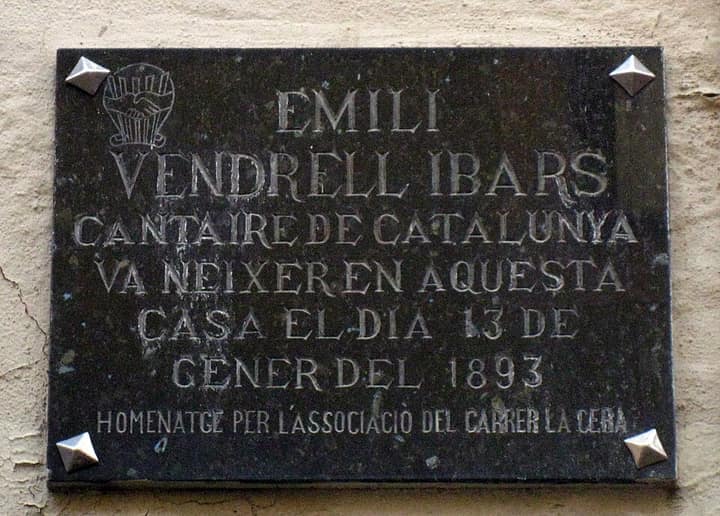 EMILI
VENDRELL IBARS
CANTAIRE DE CATALUNYA
VA NEIXER EN AQUESTA
CASA EL DIA 13 DE
GENER DEL 1893
HOMENATGE PER L'ASSOCIACIÓ DEL CARRER LA CERA